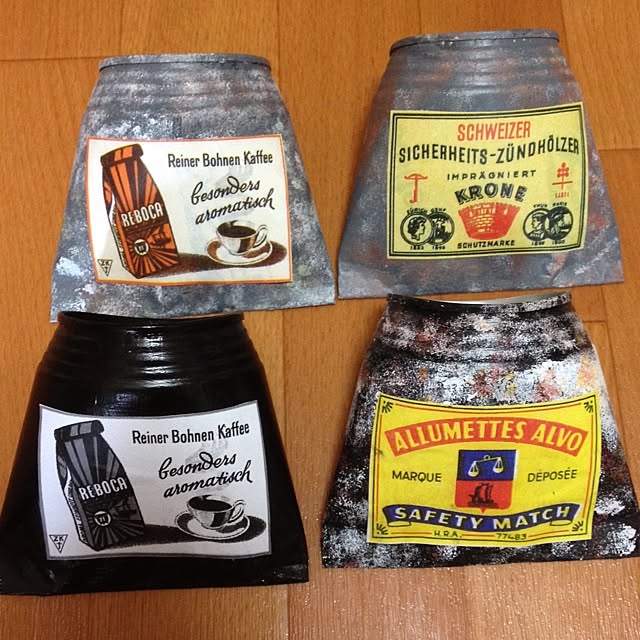 Reiner Bohnen Kaffee
besonders
aromatisch
REBOCA
SCHWEIZER
SICHERHEITS-ZÜNDHÖLZER
IMPRÄGNIERT
KRONE
SCHUTZMARKE
Reiner Bohnen Kaffee
besonders
aromatisch
REBOCA
ALLUMETTES ALVO
MARQUE DÉPOSÉE
SAFETY MATCH
H.R.A. 77483